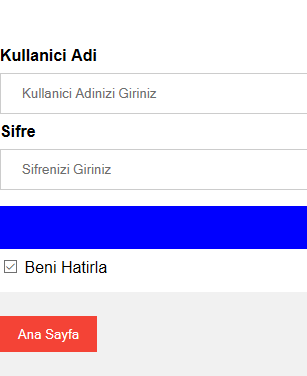 Kullanici Adi
Kullanici Adinizi Giriniz
Sifre
Sifrenizi Giriniz
Beni Hatirla
Ana Sayfa